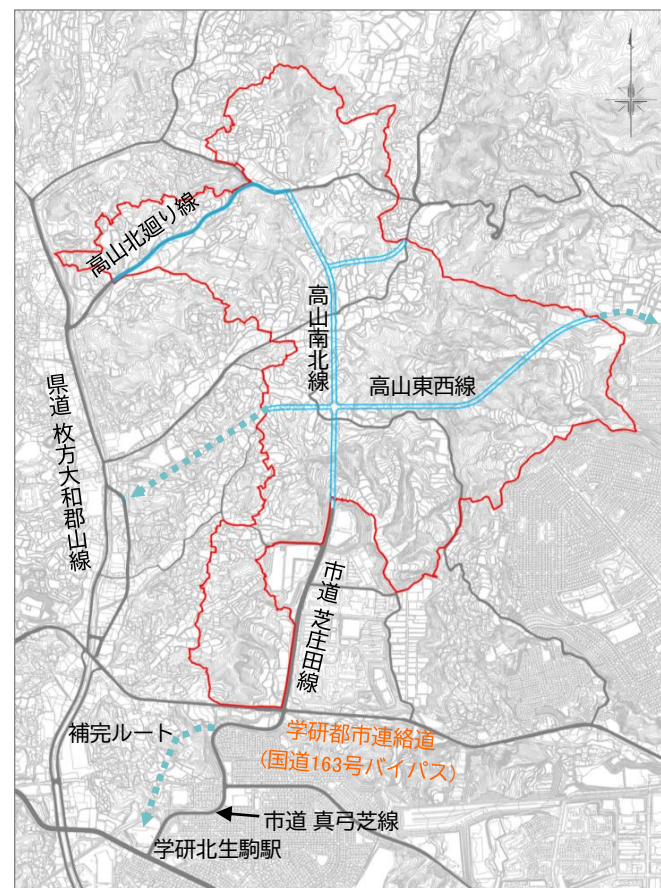 高山北廻り線
高山南北線
高山東西線
県道 枚方大和郡山線
市道 芝庄田線
補完ルート
学研都市連絡道
(国道163号バイパス)
市道 真弓芝線
学研北生駒駅